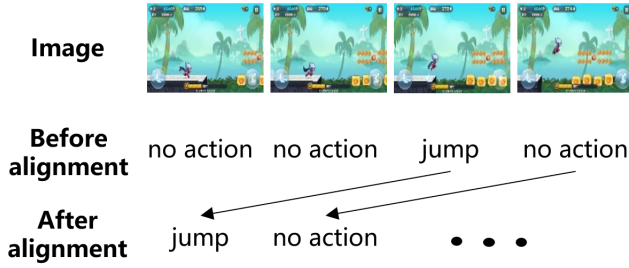 Image
Before
alignment
no action no action jump no action
After
alignment
jump no action